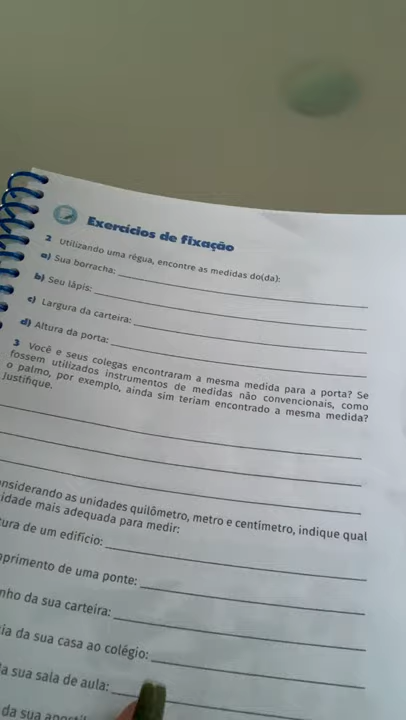 Exercícios de fixação
2 Utilizando uma régua, encontre as medidas do(da):
a) Sua borracha:
b) Seu lápis:
c) Largura da carteira:
d) Altura da porta:
3 Você e seus colegas encontraram a mesma medida para a porta? Se
fossem utilizados instrumentos de medidas não convencionais, como
o palmo, por exemplo, ainda sim teriam encontrado a mesma medida?
Justifique.
onsiderando as unidades quilômetro, metro e centímetro, indique qual
idade mais adequada para medir:
ura de um edifício:
primento de uma ponte:
nho da sua carteira:
ia da sua casa ao colégio:
a sua sala de aula:
da sua